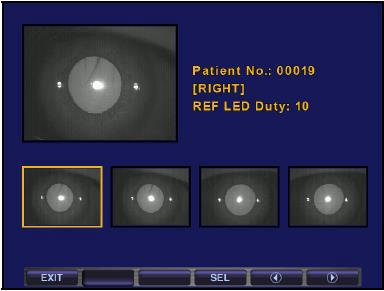 Patient No.: 00019
[RIGHT]
REF LED Duty: 10
EXIT
SEL